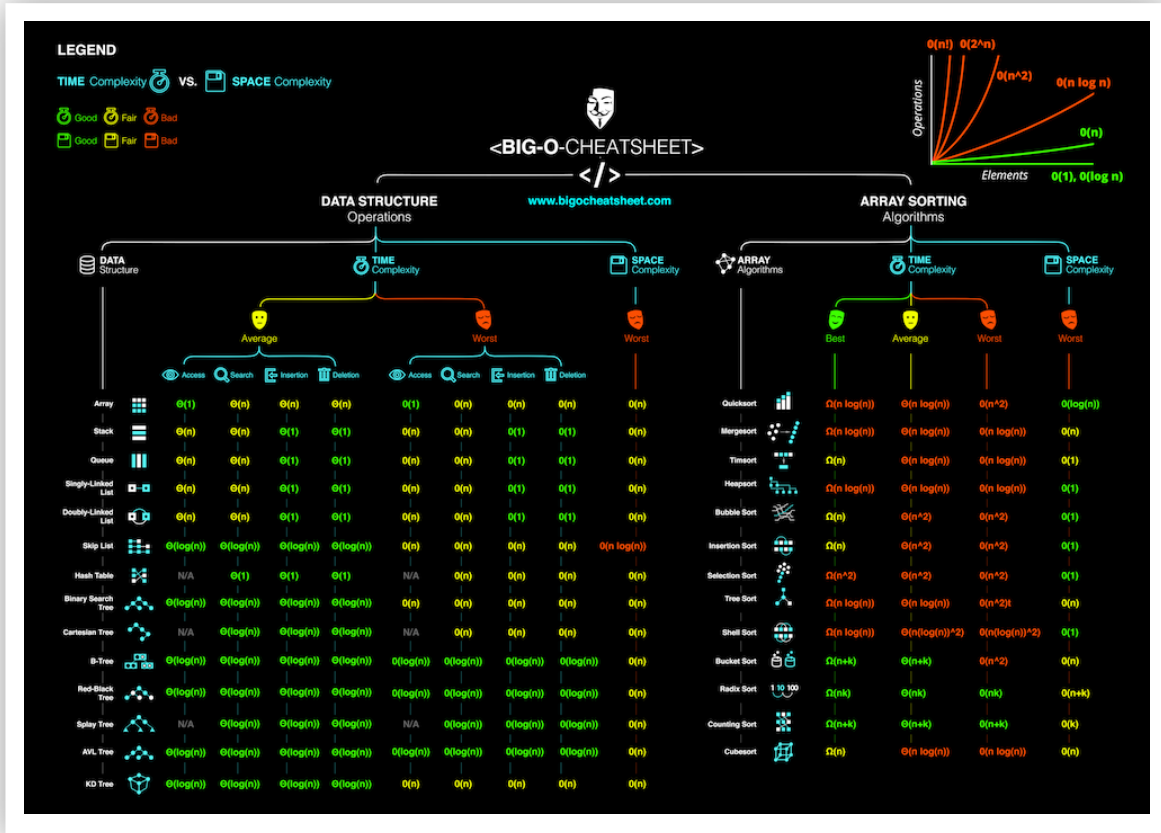 LEGEND
TIME Complexity VS. SPACE Complexity
Good Fair Bad
Good Fair Bad
<BIG-O-CHEATSHEET>
</>
www.bigocheatsheet.com
0(n!) 0(2^n)
0(n^2)
0(n log n)
0(n)
0(1), 0(log n)
Operations
Elements
DATA STRUCTURE
Operations
ARRAY SORTING
Algorithms
DATA
Structure
TIME
Complexity
SPACE
Complexity
ARRAY
Algorithms
TIME
Complexity
SPACE
Complexity
Average Worst Worst
Best Average Worst Worst
Access Search Insertion Deletion Access Search Insertion Deletion
Array Θ(1) Θ(n) Θ(n) Θ(n) 0(1) 0(n) 0(n) 0(n) 0(n)
Stack Θ(n) Θ(n) Θ(1) Θ(1) 0(n) 0(n) 0(1) 0(1) 0(n)
Queue Θ(n) Θ(n) Θ(1) Θ(1) 0(n) 0(n) 0(1) 0(1) 0(n)
Singly-Linked
List Θ(n) Θ(n) Θ(1) Θ(1) 0(n) 0(n) 0(1) 0(1) 0(n)
Doubly-Linked
List Θ(n) Θ(n) Θ(1) Θ(1) 0(n) 0(n) 0(1) 0(1) 0(n)
Skip List Θ(log(n)) Θ(log(n)) Θ(log(n)) Θ(log(n)) 0(n) 0(n) 0(n) 0(n) 0(n log(n))
Hash Table N/A Θ(1) Θ(1) Θ(1) N/A 0(n) 0(n) 0(n) 0(n)
Binary Search
Tree Θ(log(n)) Θ(log(n)) Θ(log(n)) Θ(log(n)) 0(n) 0(n) 0(n) 0(n) 0(n)
Cartesian Tree N/A Θ(log(n)) Θ(log(n)) Θ(log(n)) N/A 0(n) 0(n) 0(n) 0(n)
B-Tree Θ(log(n)) Θ(log(n)) Θ(log(n)) Θ(log(n)) 0(log(n)) 0(log(n)) 0(log(n)) 0(log(n)) 0(n)
Red-Black
Tree Θ(log(n)) Θ(log(n)) Θ(log(n)) Θ(log(n)) 0(log(n)) 0(log(n)) 0(log(n)) 0(log(n)) 0(n)
Splay Tree N/A Θ(log(n)) Θ(log(n)) Θ(log(n)) N/A 0(log(n)) 0(log(n)) 0(log(n)) 0(n)
AVL Tree Θ(log(n)) Θ(log(n)) Θ(log(n)) Θ(log(n)) 0(log(n)) 0(log(n)) 0(log(n)) 0(log(n)) 0(n)
KD Tree Θ(log(n)) Θ(log(n)) Θ(log(n)) Θ(log(n)) 0(n) 0(n) 0(n) 0(n) 0(n)
Quicksort Ω(n log(n)) Θ(n log(n)) 0(n^2) 0(log(n))
Mergesort Ω(n log(n)) Θ(n log(n)) 0(n log(n)) 0(n)
Timsort Ω(n) Θ(n log(n)) 0(n log(n)) 0(1)
Heapsort Ω(n log(n)) Θ(n log(n)) 0(n log(n)) 0(1)
Bubble Sort Ω(n) Θ(n^2) 0(n^2) 0(1)
Insertion Sort Ω(n) Θ(n^2) 0(n^2) 0(1)
Selection Sort Ω(n^2) Θ(n^2) 0(n^2) 0(1)
Tree Sort Ω(n log(n)) Θ(n log(n)) 0(n^2)t 0(n)
Shell Sort Ω(n log(n)) Θ(n(log(n))^2) 0(n(log(n))^2) 0(1)
Bucket Sort Ω(n+k) Θ(n+k) 0(n^2) 0(n)
Radix Sort 1 10 100 Ω(nk) Θ(nk) 0(nk) 0(n+k)
Counting Sort Ω(n+k) Θ(n+k) 0(n+k) 0(k)
Cubesort Ω(n) Θ(n log(n)) 0(n log(n)) 0(n)